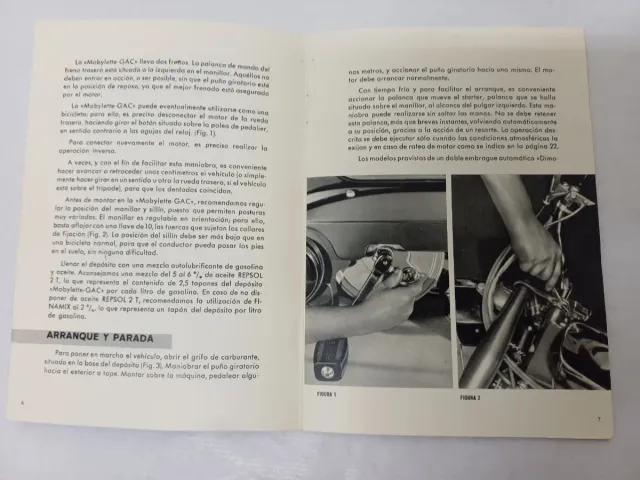 La «Mobylette-GAC» lleva dos frenos. La palanca de mando del
freno trasero está situada a la izquierda en el manillar. Aquéllos no
deben entrar en acción, a ser posible, sin que el puño giratorio esté
en la posición de reposo, ya que el mejor frenado está asegurado
por el motor.
La «Mobylette-GAC» puede eventualmente utilizarse como una
bicicleta; para ello, es preciso desconectar el motor de la rueda
trasera, haciendo girar el botón situado sobre la polea de pedalier,
en sentido contrario a las agujas del reloj. (Fig. 1).
Para conectar nuevamente el motor, es preciso realizar la
operación inversa.
A veces, y con el fin de facilitar esta maniobra, es conveniente
hacer avanzar o retroceder unos centímetros el vehículo (o simple-
mente hacer girar en un sentido u otro la rueda trasera, si el vehículo
está sobre el trípode), para que los dentados coincidan.
Antes de montar en la «Mobylette GAC», recomendamos regu-
lar la posición del manillar y sillín, puesto que permiten posturas
muy variadas. El manillar es regulable en orientación; para ello,
basta aflojar con una llave de 10, las tuercas que sujetan los collares
de fijación (Fig. 2). La posición del sillín debe ser más baja que en
una bicicleta normal, para que el conductor pueda posar los pies
en el suelo, sin ninguna dificultad.
Llenar el depósito con una mezcla autolubrificante de gasolina
y aceite. Aconsejamos una mezcla del 5 al 6 °/₀ de aceite REPSOL
2 T, lo que representa el contenido de 2,5 tapones del depósito
«Mobylette-GAC» por cada litro de gasolina. En caso de no dis-
poner de aceite REPSOL 2 T, recomendamos la utilización de FI-
NAMIX al 2 °/₀, lo que representa un tapón del depósito por litro
de gasolina.
ARRANQUE Y PARADA
Para poner en marcha el vehículo, abrir el grifo de carburante,
situado en la base del depósito (Fig. 3). Maniobrar el puño giratorio
hacia el exterior a tope. Montar sobre la máquina, pedalear algu-
6
nos metros, y accionar el puño giratorio hacia uno mismo. El mo-
tor debe arrancar normalmente.
Con tiempo frío y para facilitar el arranque, es conveniente
accionar la palanca que mueve el starter, palanca que se halla
situada sobre el manillar, al alcance del pulgar izquierdo. Esta ma-
niobra puede realizarse sin soltar las manos. No se debe retener
esta palanca, más que breves instantes, volviendo automáticamente
a su posición, gracias a la acción de un resorte. La operación des-
crita se debe ejecutar sólo cuando las condiciones atmosféricas la
exijan y en caso de rateo de motor como se indica en la página 22.
Los modelos provistos de un doble embrague automático «Dimo-
FIGURA 1
FIGURA 2
7